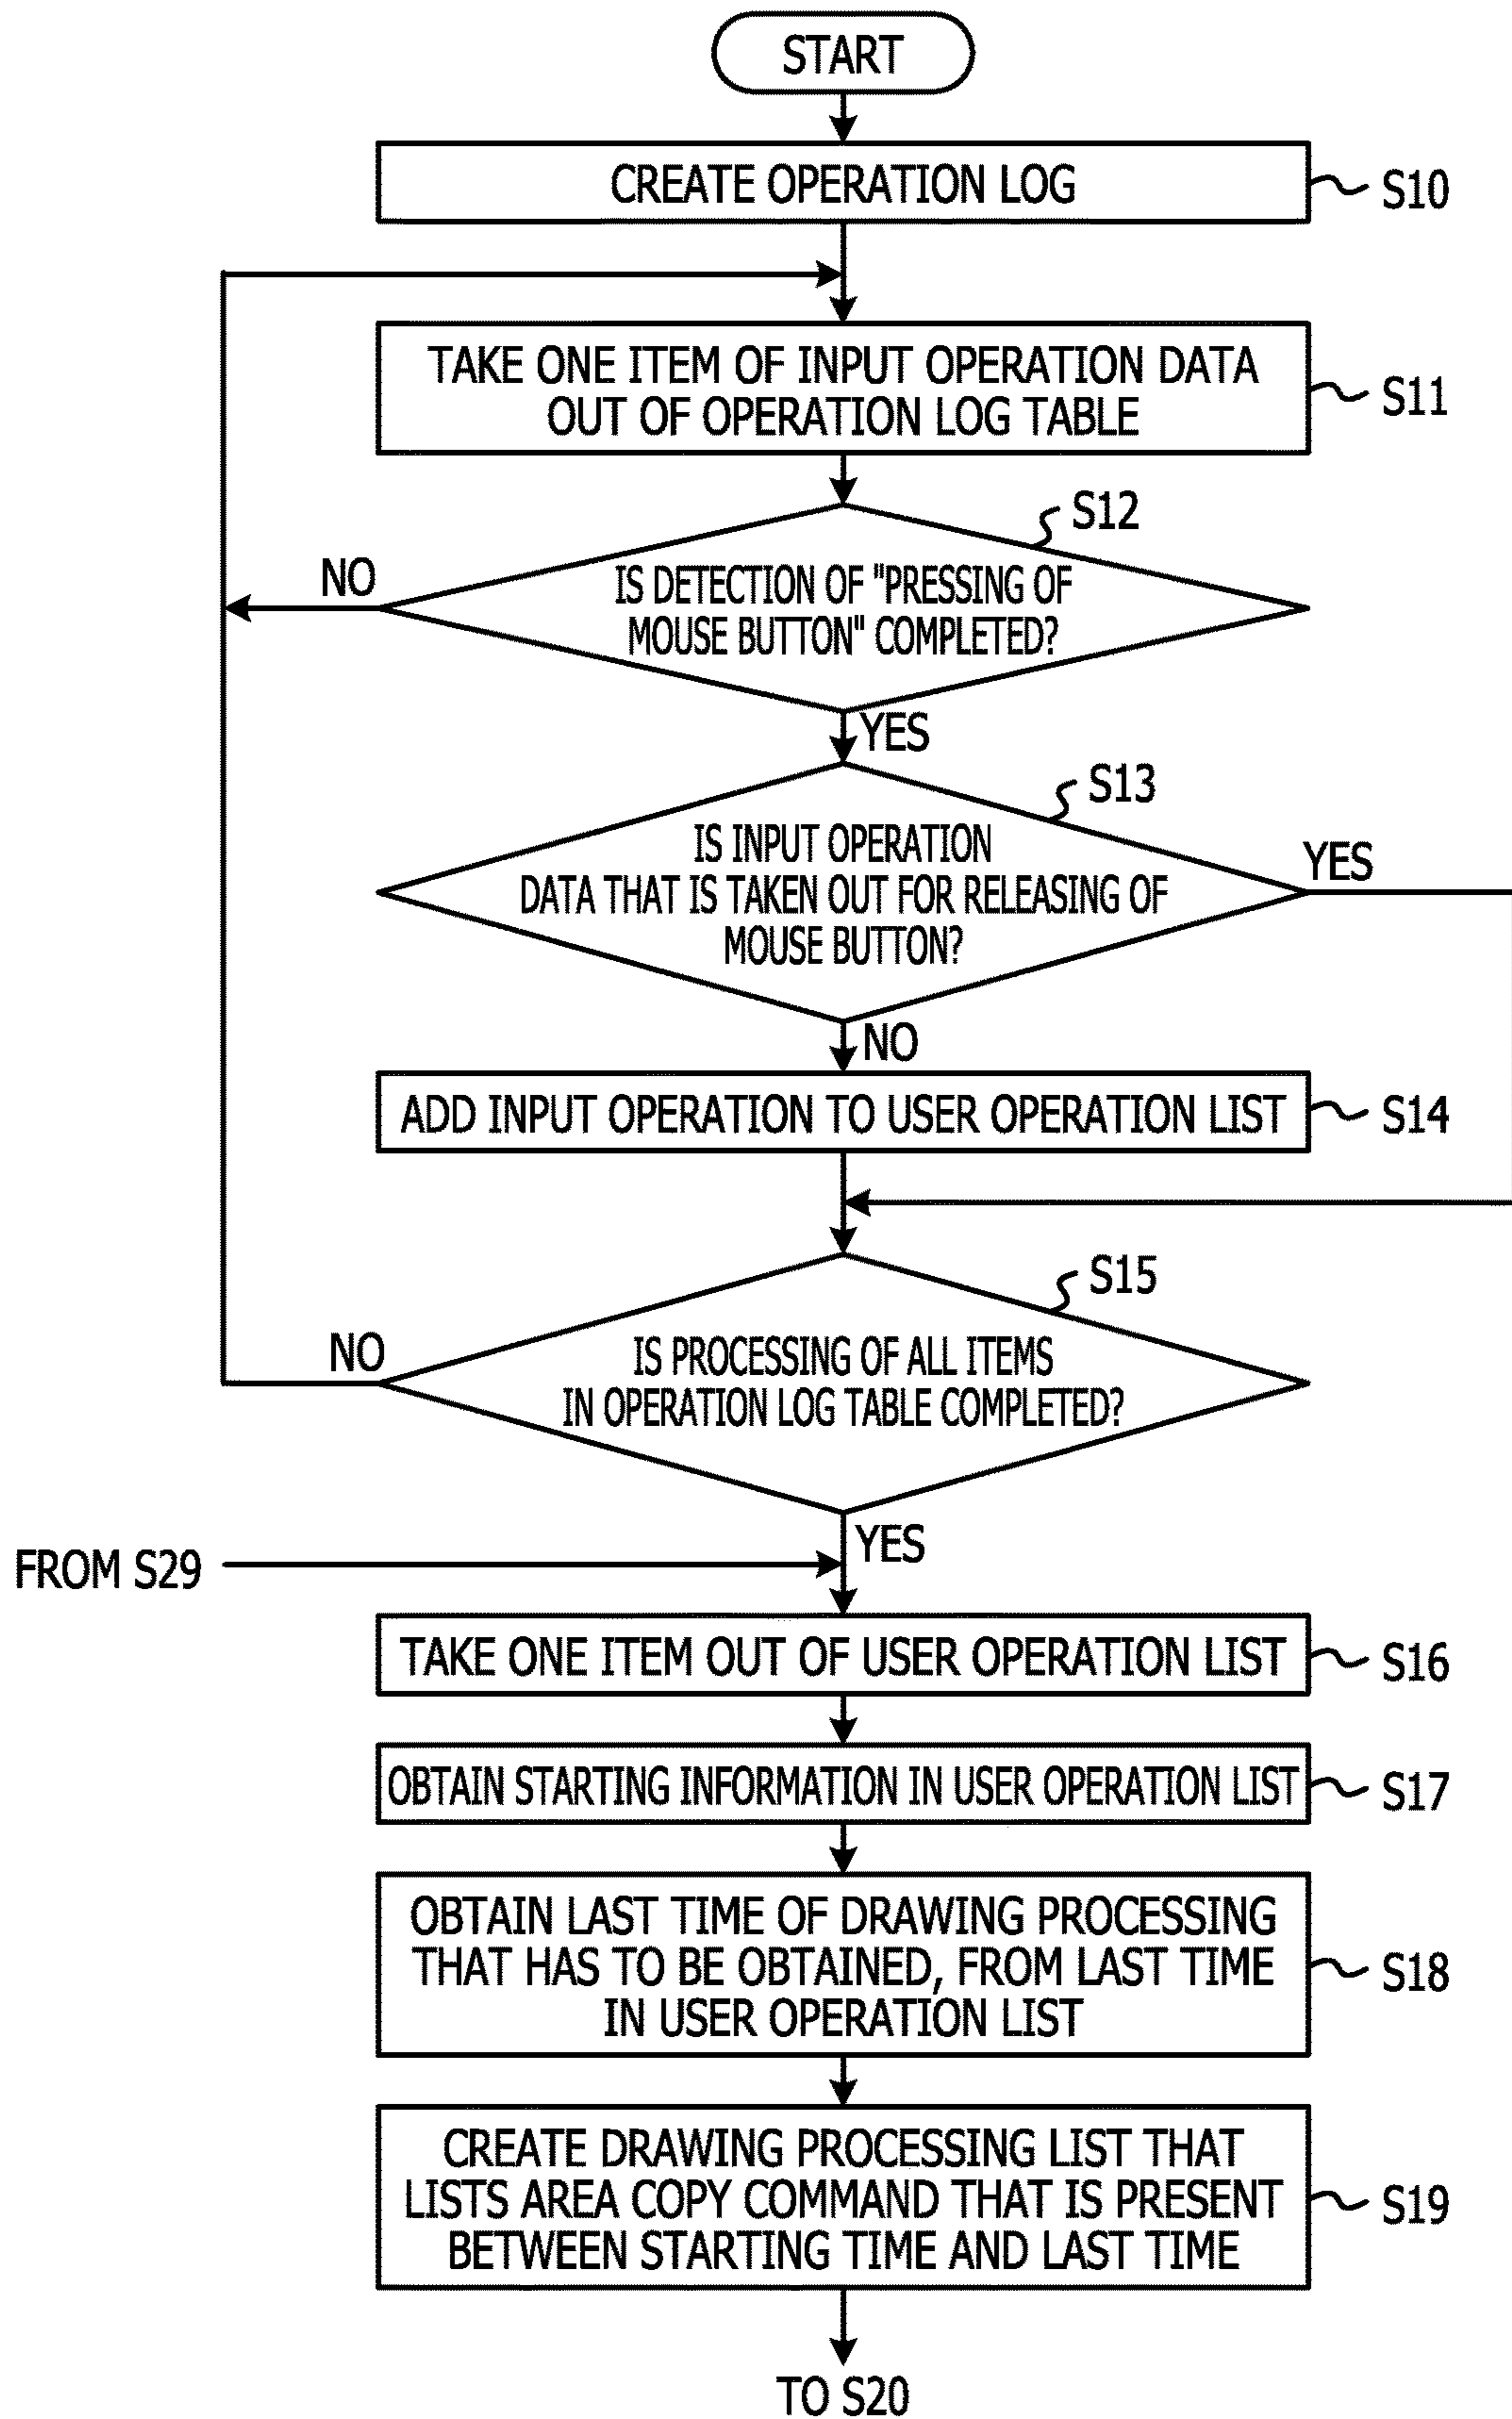 START
CREATE OPERATION LOG
S10
TAKE ONE ITEM OF INPUT OPERATION DATA
OUT OF OPERATION LOG TABLE
S11
S12
NO
IS DETECTION OF "PRESSING OF
MOUSE BUTTON" COMPLETED?
YES
S13
IS INPUT OPERATION
DATA THAT IS TAKEN OUT FOR RELEASING OF
MOUSE BUTTON?
YES
NO
ADD INPUT OPERATION TO USER OPERATION LIST
S14
S15
NO
IS PROCESSING OF ALL ITEMS
IN OPERATION LOG TABLE COMPLETED?
YES
FROM S29
TAKE ONE ITEM OUT OF USER OPERATION LIST
S16
OBTAIN STARTING INFORMATION IN USER OPERATION LIST
S17
OBTAIN LAST TIME OF DRAWING PROCESSING
THAT HAS TO BE OBTAINED, FROM LAST TIME
IN USER OPERATION LIST
S18
CREATE DRAWING PROCESSING LIST THAT
LISTS AREA COPY COMMAND THAT IS PRESENT
BETWEEN STARTING TIME AND LAST TIME
S19
TO S20